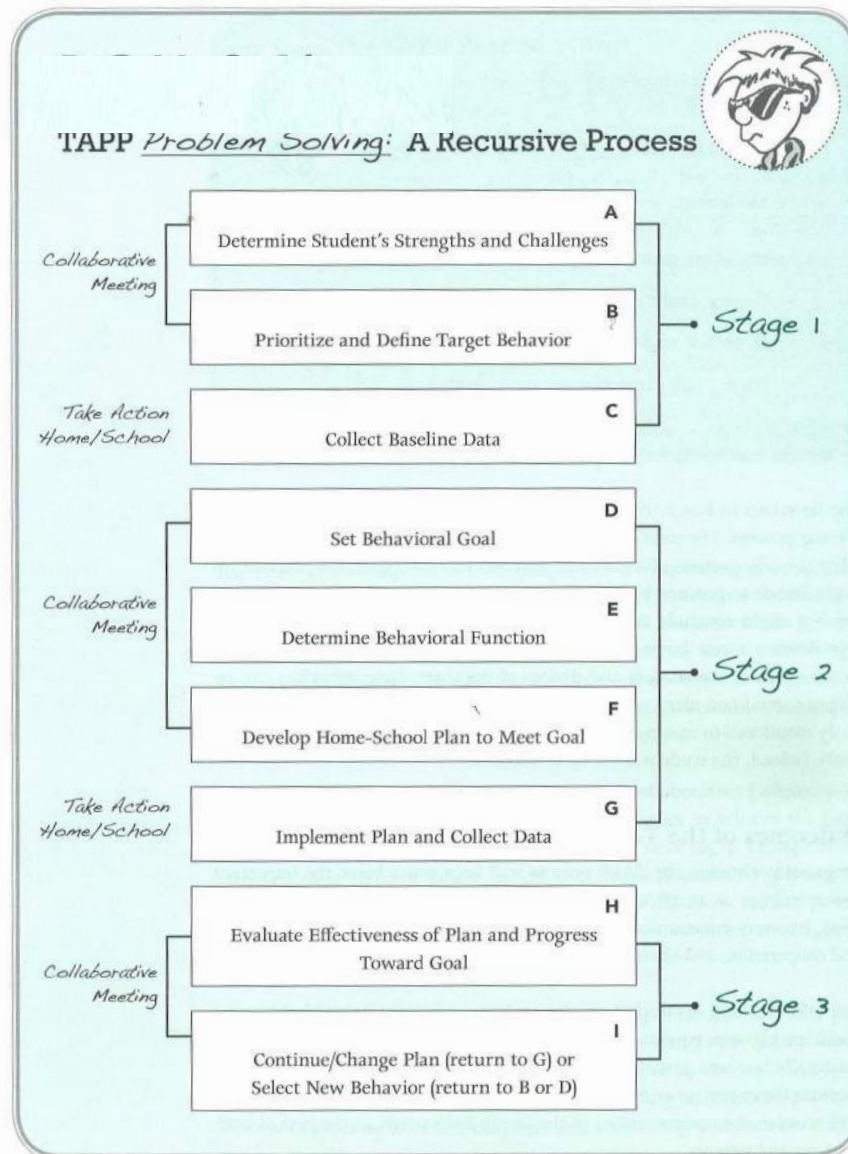 TAPP Problem Solving: A Recursive Process
A
Determine Student's Strengths and Challenges
Collaborative
Meeting
B
Prioritize and Define Target Behavior
Stage 1
C
Take Action
Home/School
Collect Baseline Data
D
Set Behavioral Goal
Collaborative
Meeting
E
Determine Behavioral Function
Stage 2
F
Develop Home-School Plan to Meet Goal
G
Take Action
Home/School
Implement Plan and Collect Data
H
Evaluate Effectiveness of Plan and Progress
Toward Goal
Collaborative
Meeting
Stage 3
I
Continue/Change Plan (return to G) or
Select New Behavior (return to B or D)